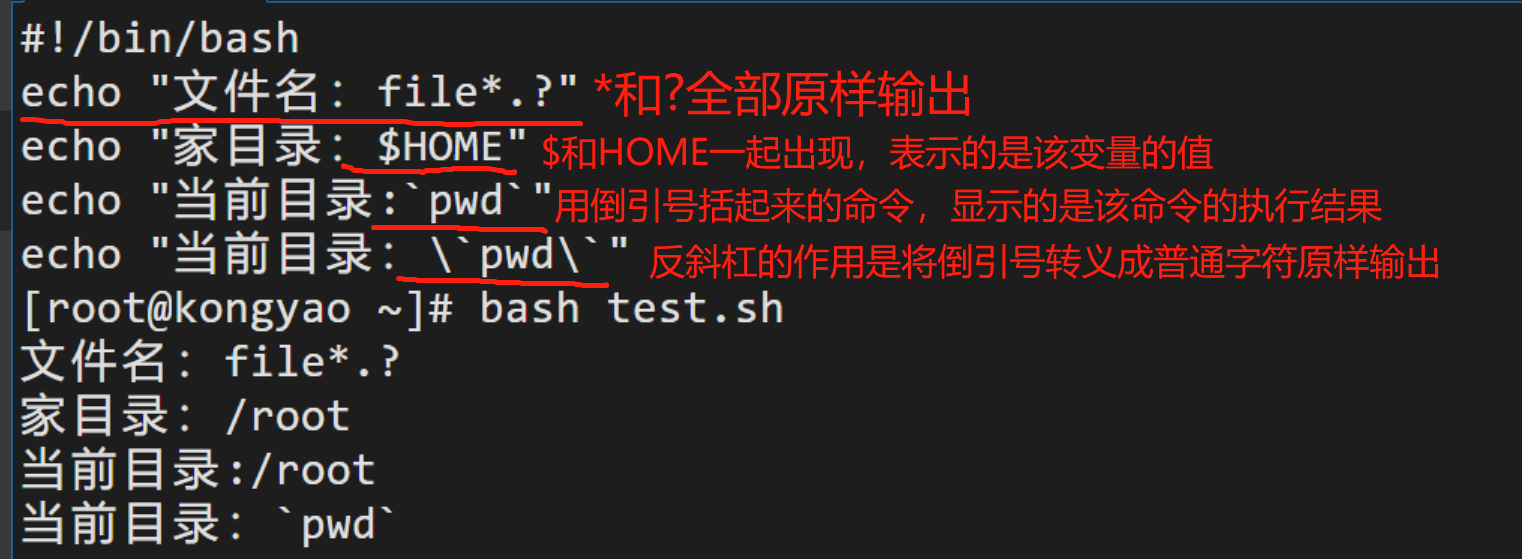 #!/bin/bash
echo "文件名：file*.?" *和?全部原样输出
echo "家目录：$HOME" $和HOME一起出现，表示的是该变量的值
echo "当前目录:`pwd`" 用倒引号括起来的命令，显示的是该命令的执行结果
echo "当前目录：\`pwd\`" 反斜杠的作用是将倒引号转义成普通字符原样输出
[root@kongyao ~]# bash test.sh
文件名：file*.?
家目录：/root
当前目录:/root
当前目录：`pwd`